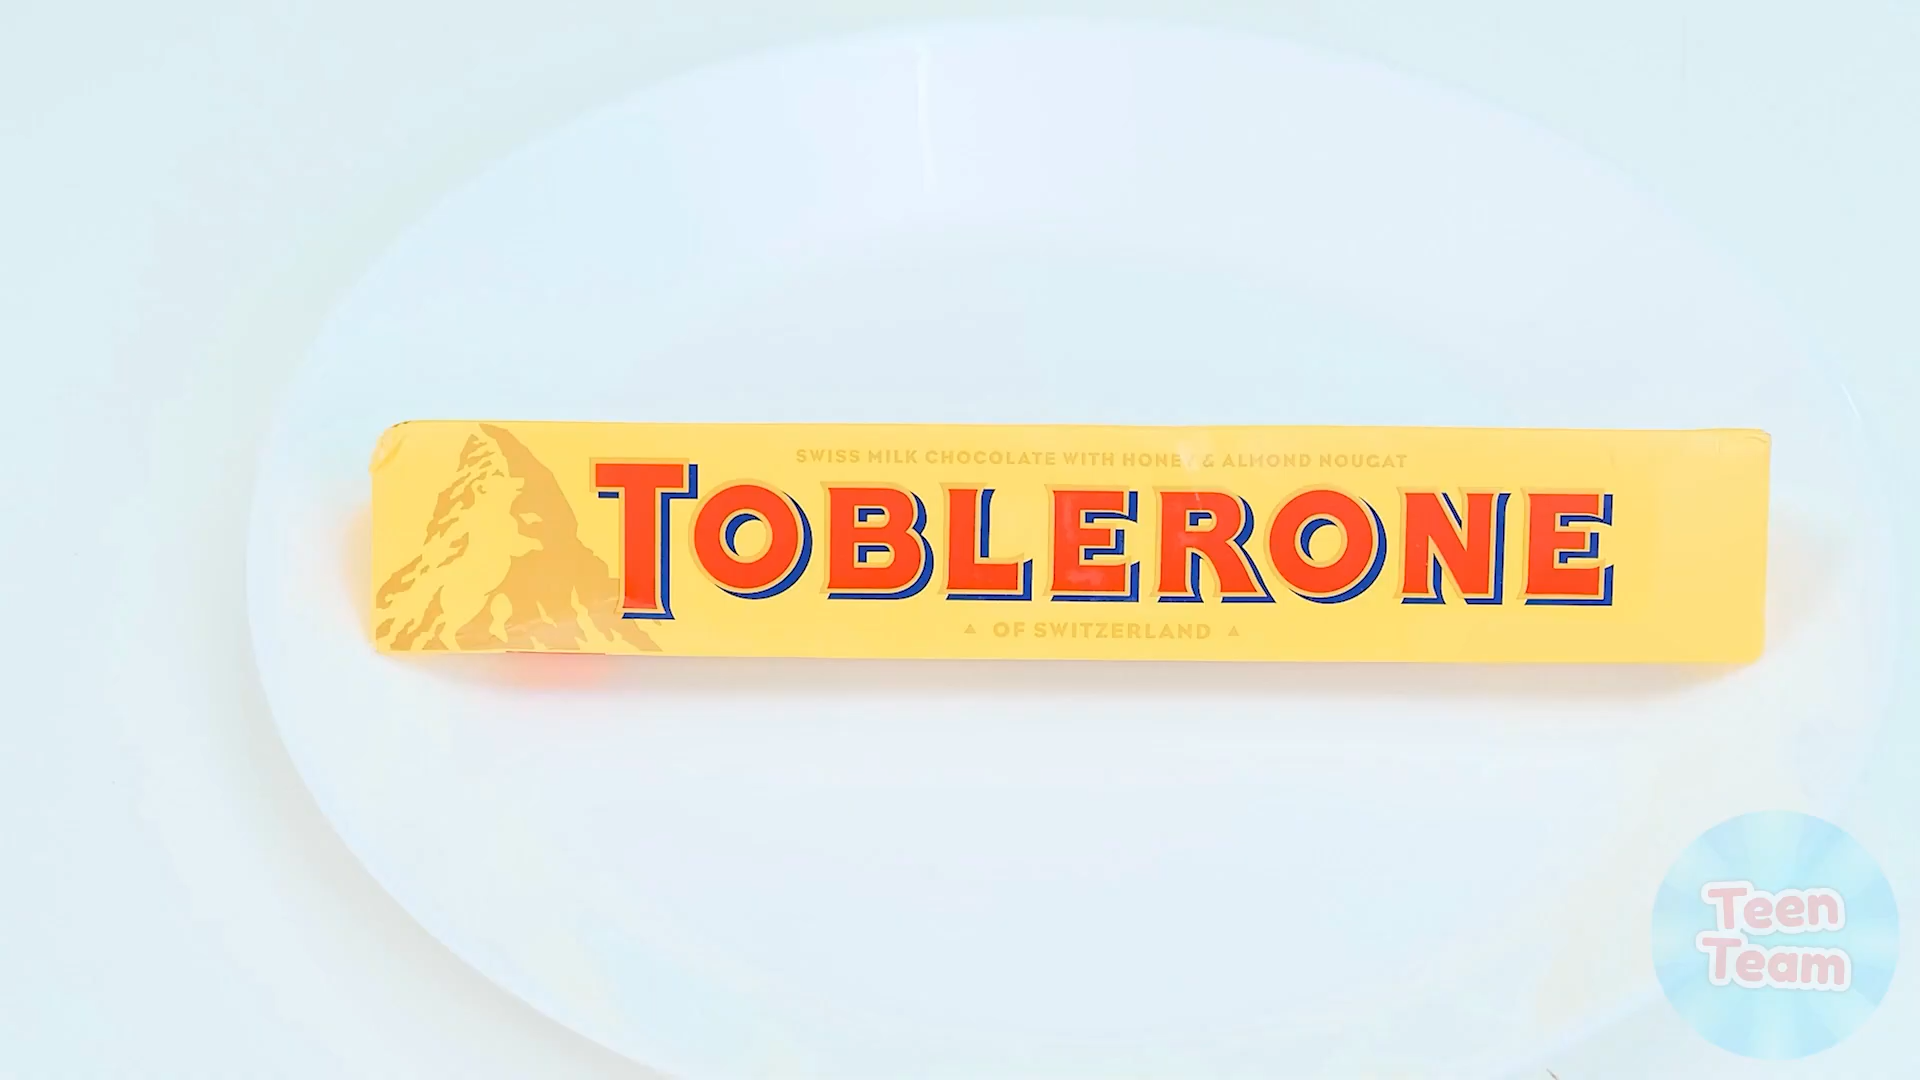 SWISS MILK CHOCOLATE WITH HONEY & ALMOND NOUGAT
TOBLERONE
OF SWITZERLAND
Teen
Team